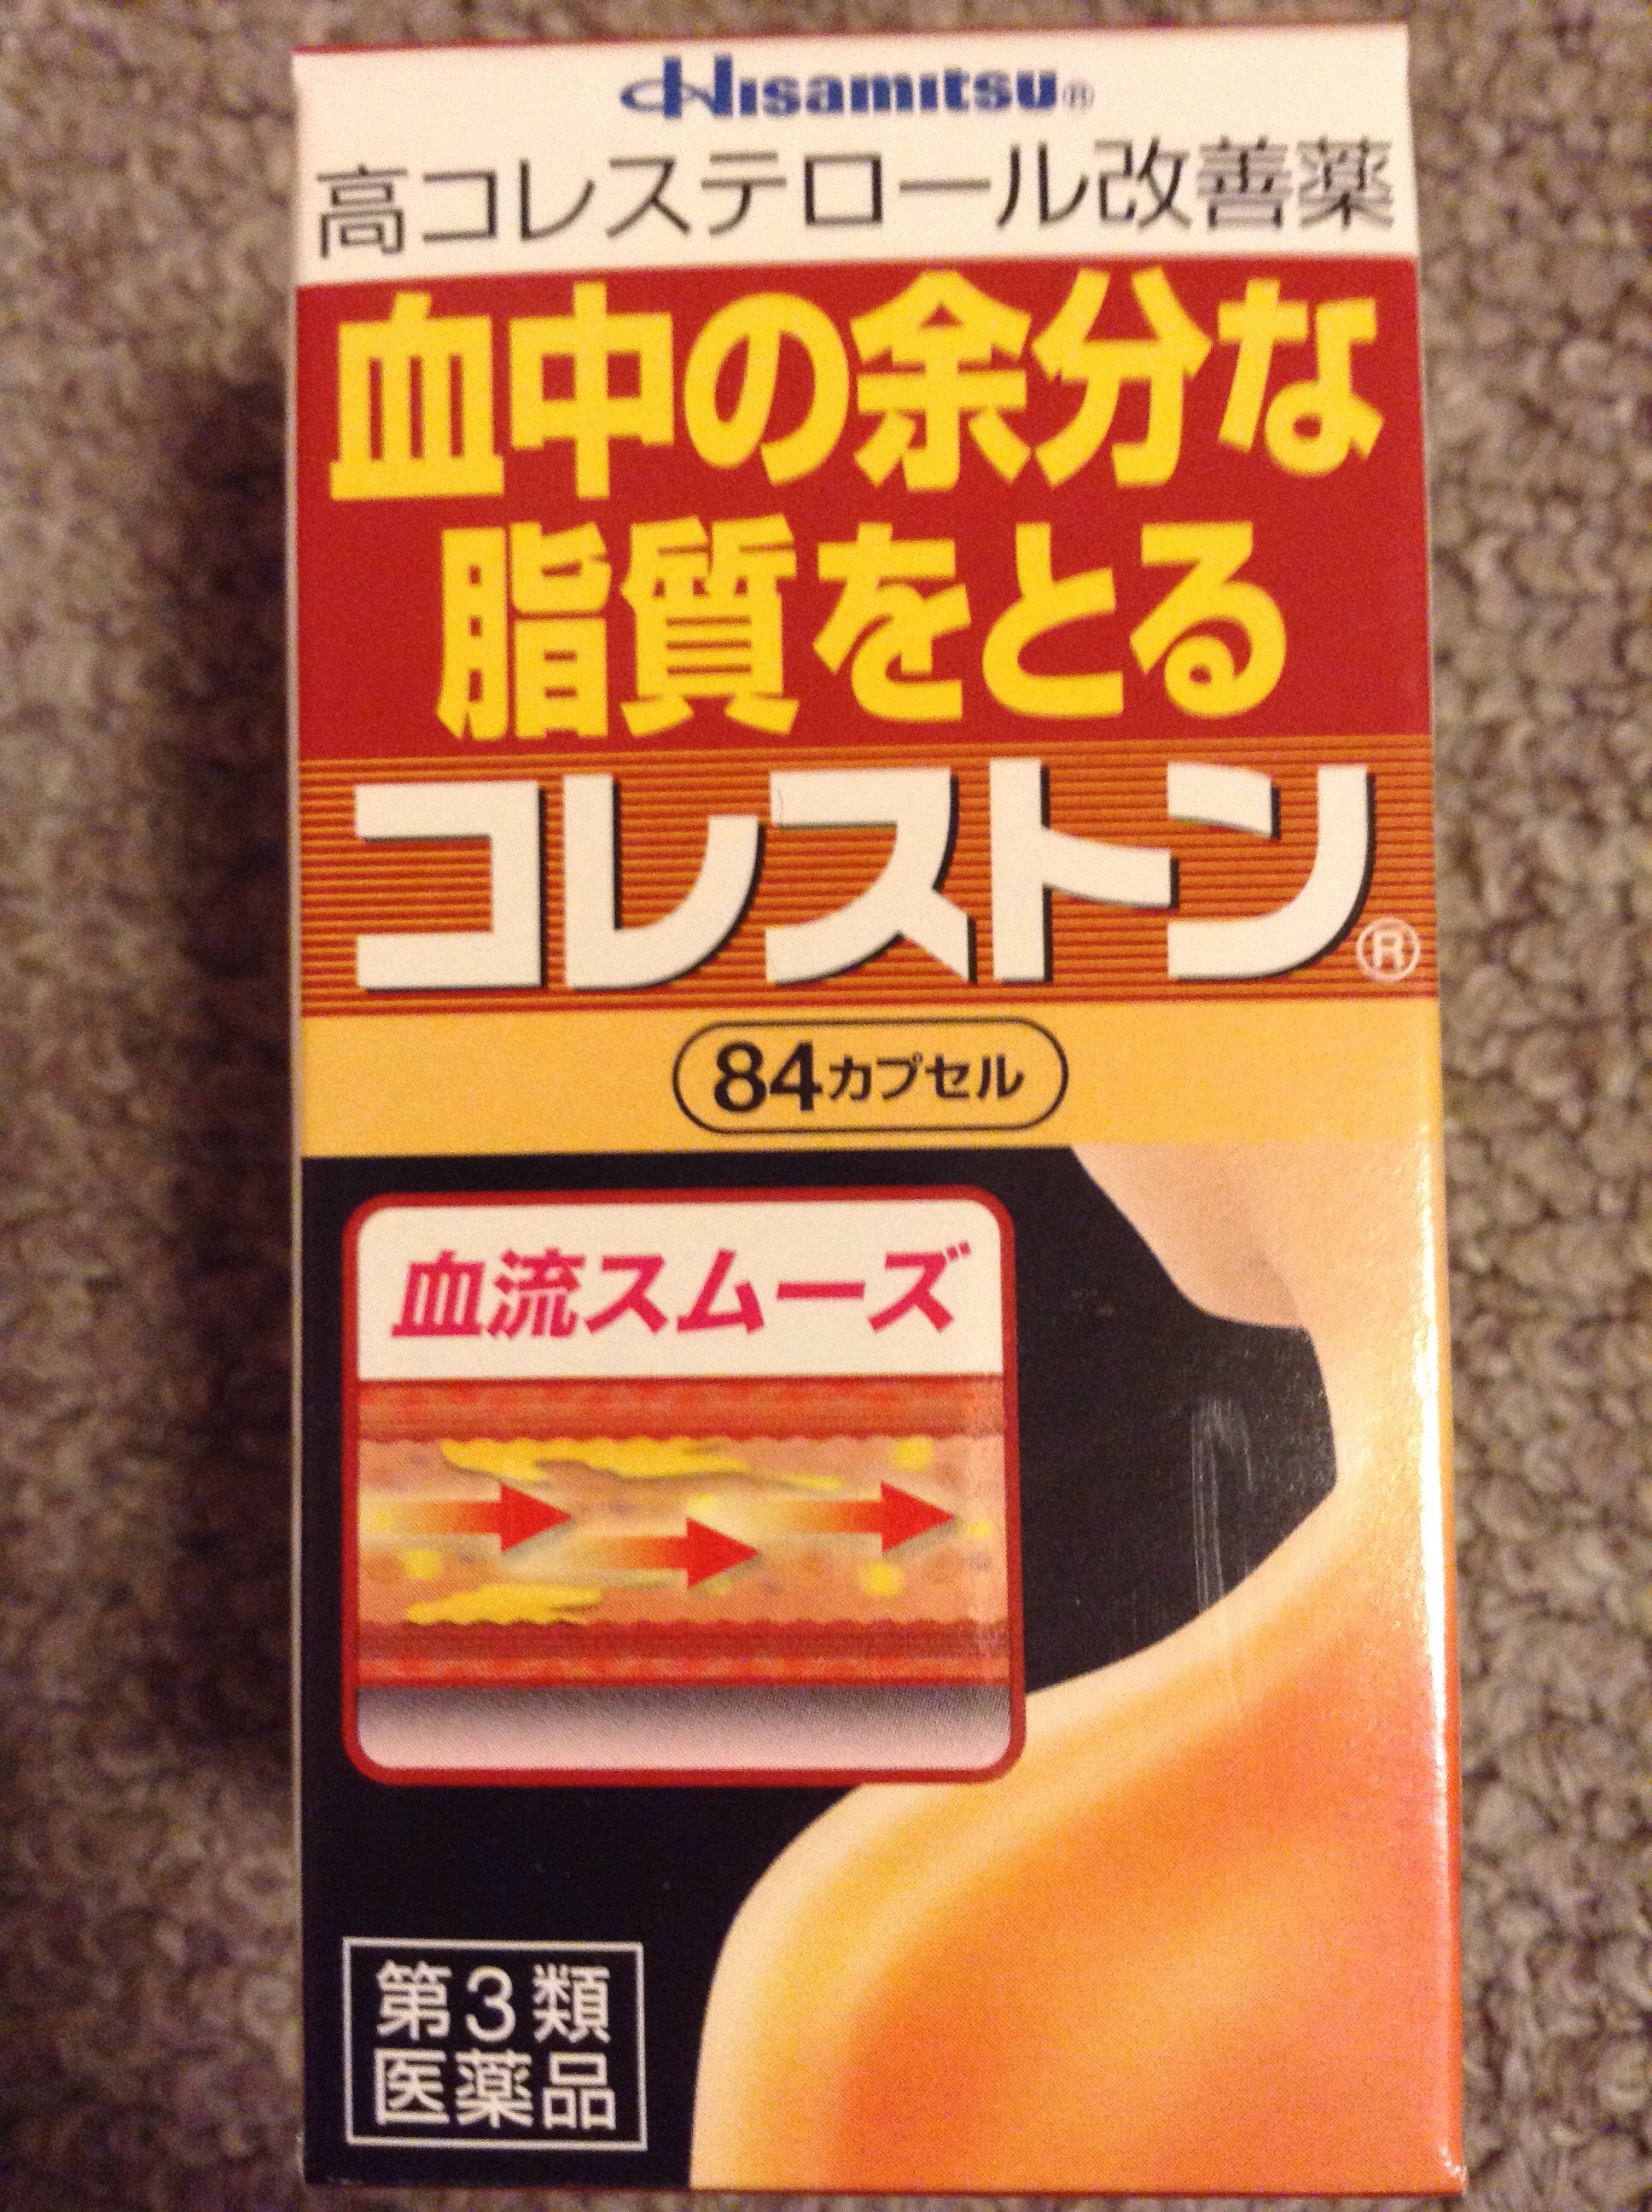 Hisamitsu®
高コレステロール改善薬
血中の余分な
脂質をとる
コレストン®
84カプセル
血流スムーズ
第3類
医薬品